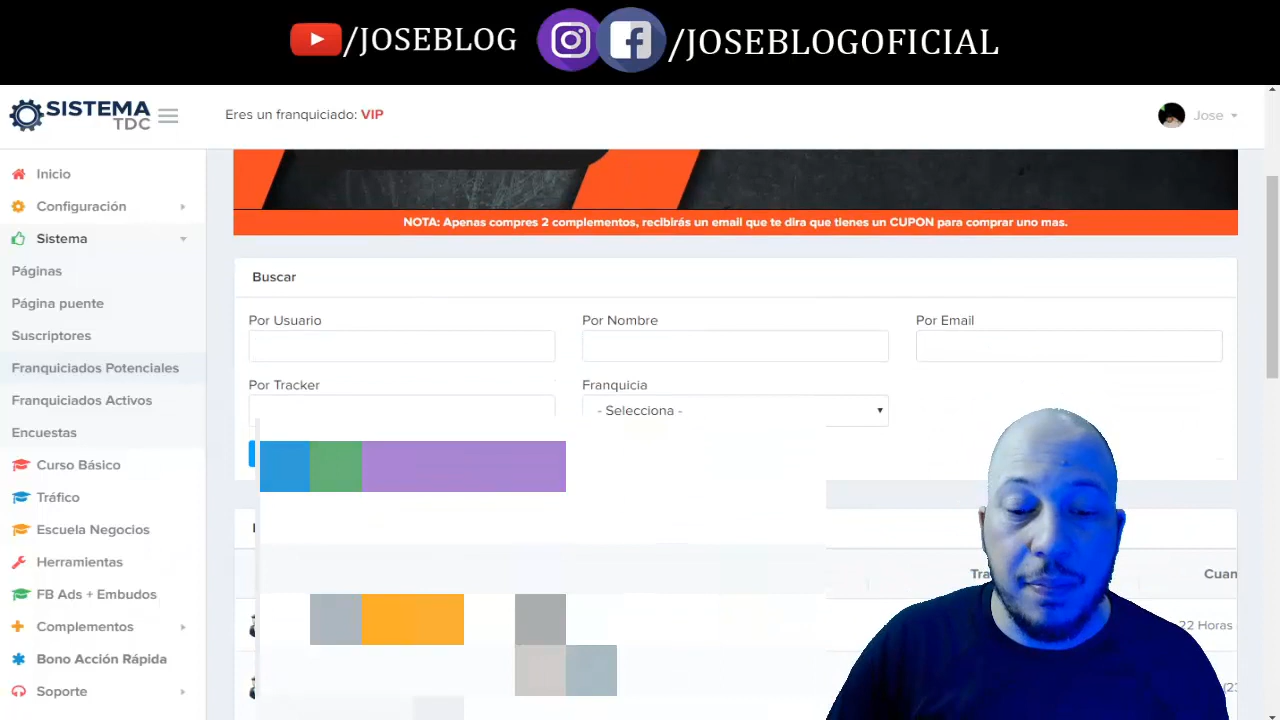 /JOSEBLOG
/JOSEBLOGOFICIAL
SISTEMA
TDC
Eres un franquiciado: VIP
Jose
Inicio
Configuración
Sistema
Páginas
Página puente
Suscriptores
Franquiciados Potenciales
Franquiciados Activos
Encuestas
Curso Básico
Tráfico
Escuela Negocios
Herramientas
FB Ads + Embudos
Complementos
Bono Acción Rápida
Soporte
NOTA: Apenas compres 2 complementos, recibirás un email que te dira que tienes un CUPON para comprar uno mas.
Buscar
Por Usuario
Por Nombre
Por Email
Por Tracker
Franquicia
- Selecciona -
22 Horas